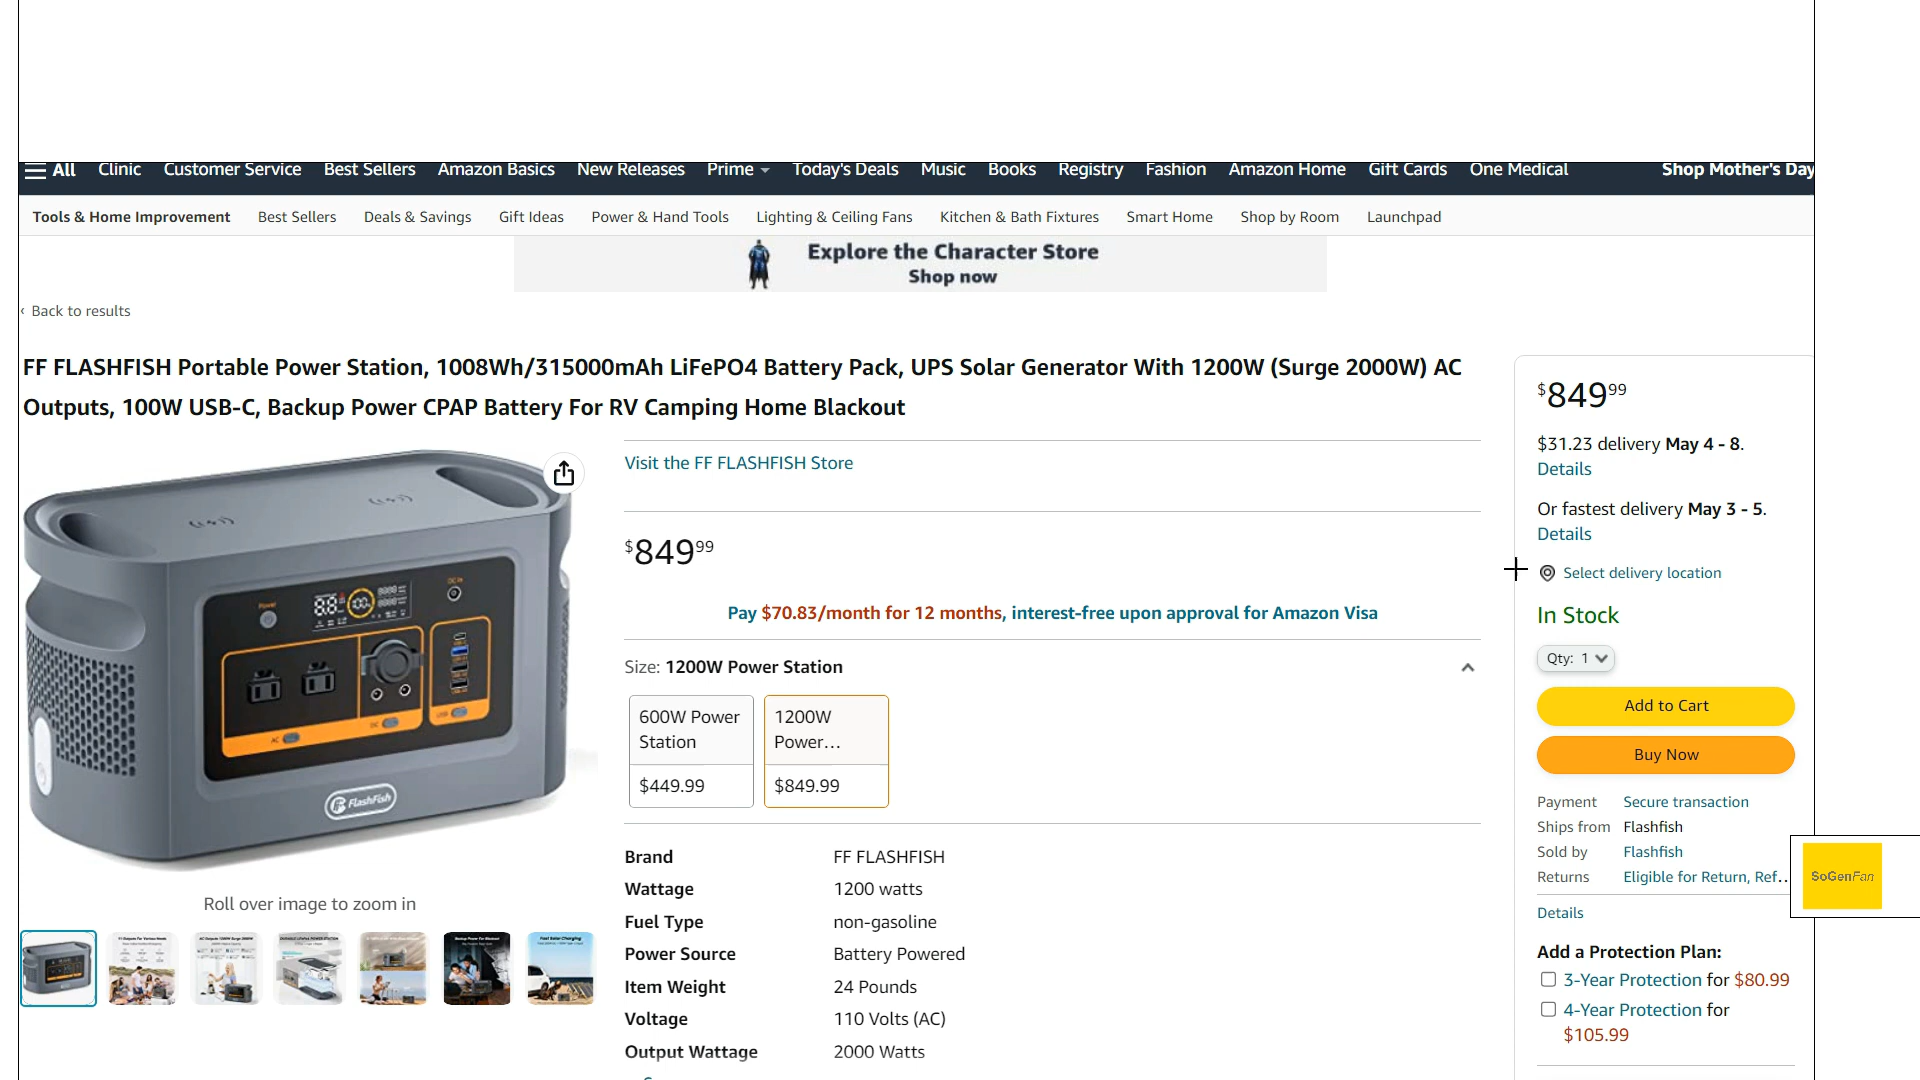 All Clinic Customer Service Best Sellers Amazon Basics New Releases Prime Today's Deals Music Books Registry Fashion Amazon Home Gift Cards One Medical Shop Mother's Day
Tools & Home Improvement Best Sellers Deals & Savings Gift Ideas Power & Hand Tools Lighting & Ceiling Fans Kitchen & Bath Fixtures Smart Home Shop by Room Launchpad
Explore the Character Store
Shop now
‹ Back to results
FF FLASHFISH Portable Power Station, 1008Wh/315000mAh LiFePO4 Battery Pack, UPS Solar Generator With 1200W (Surge 2000W) AC
Outputs, 100W USB-C, Backup Power CPAP Battery For RV Camping Home Blackout
Power
DC In
AC
DC
USB
FlashFish
Roll over image to zoom in
Visit the FF FLASHFISH Store
$849 99
Pay $70.83/month for 12 months, interest-free upon approval for Amazon Visa
Size: 1200W Power Station
600W Power
Station
$449.99
1200W
Power…
$849.99
Brand FF FLASHFISH
Wattage 1200 watts
Fuel Type non-gasoline
Power Source Battery Powered
Item Weight 24 Pounds
Voltage 110 Volts (AC)
Output Wattage 2000 Watts
$849 99
$31.23 delivery May 4 - 8.
Details
Or fastest delivery May 3 - 5.
Details
Select delivery location
In Stock
Qty: 1
Add to Cart
Buy Now
Payment Secure transaction
Ships from Flashfish
Sold by Flashfish
Returns Eligible for Return, Ref…
Details
Add a Protection Plan:
3-Year Protection for $80.99
4-Year Protection for
$105.99
SoGenFan